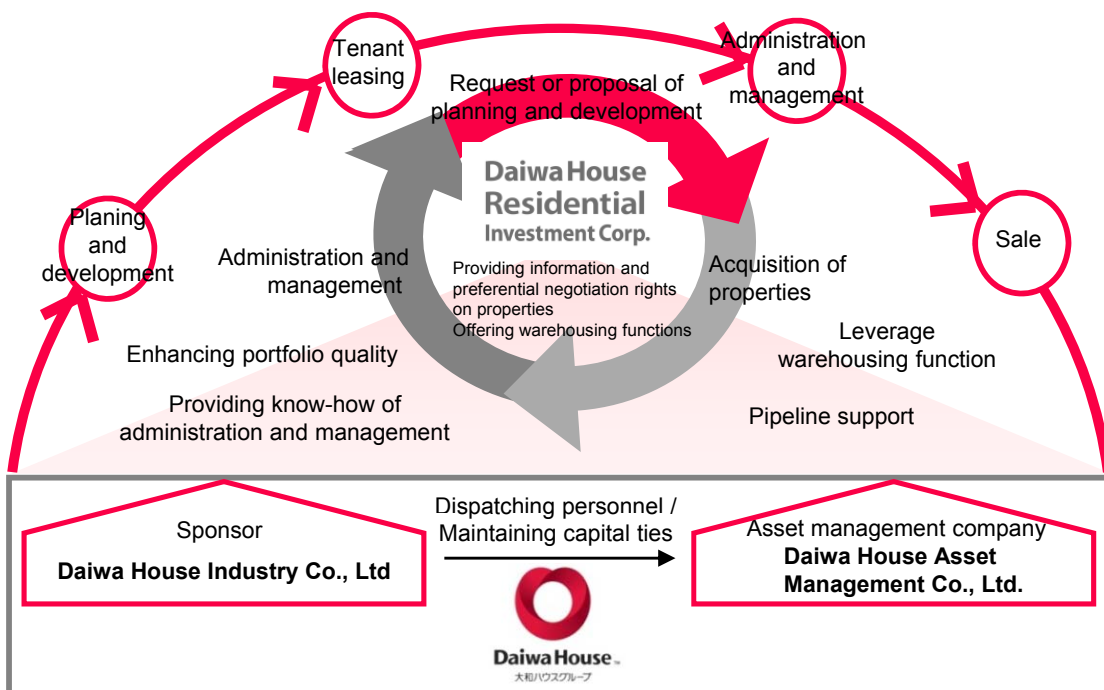 Tenant
leasing
Administration
and
management
Request or proposal of
planning and development
Planing
and
development
Sale
Daiwa House
Residential
Investment Corp.
Providing information and
preferential negotiation rights
on properties
Offering warehousing functions
Administration and
management
Acquisition of
properties
Enhancing portfolio quality
Leverage
warehousing function
Providing know-how of
administration and management
Pipeline support
Sponsor
Daiwa House Industry Co., Ltd
Dispatching personnel /
Maintaining capital ties
Asset management company
Daiwa House Asset
Management Co., Ltd.
Daiwa House™
大和ハウスグループ